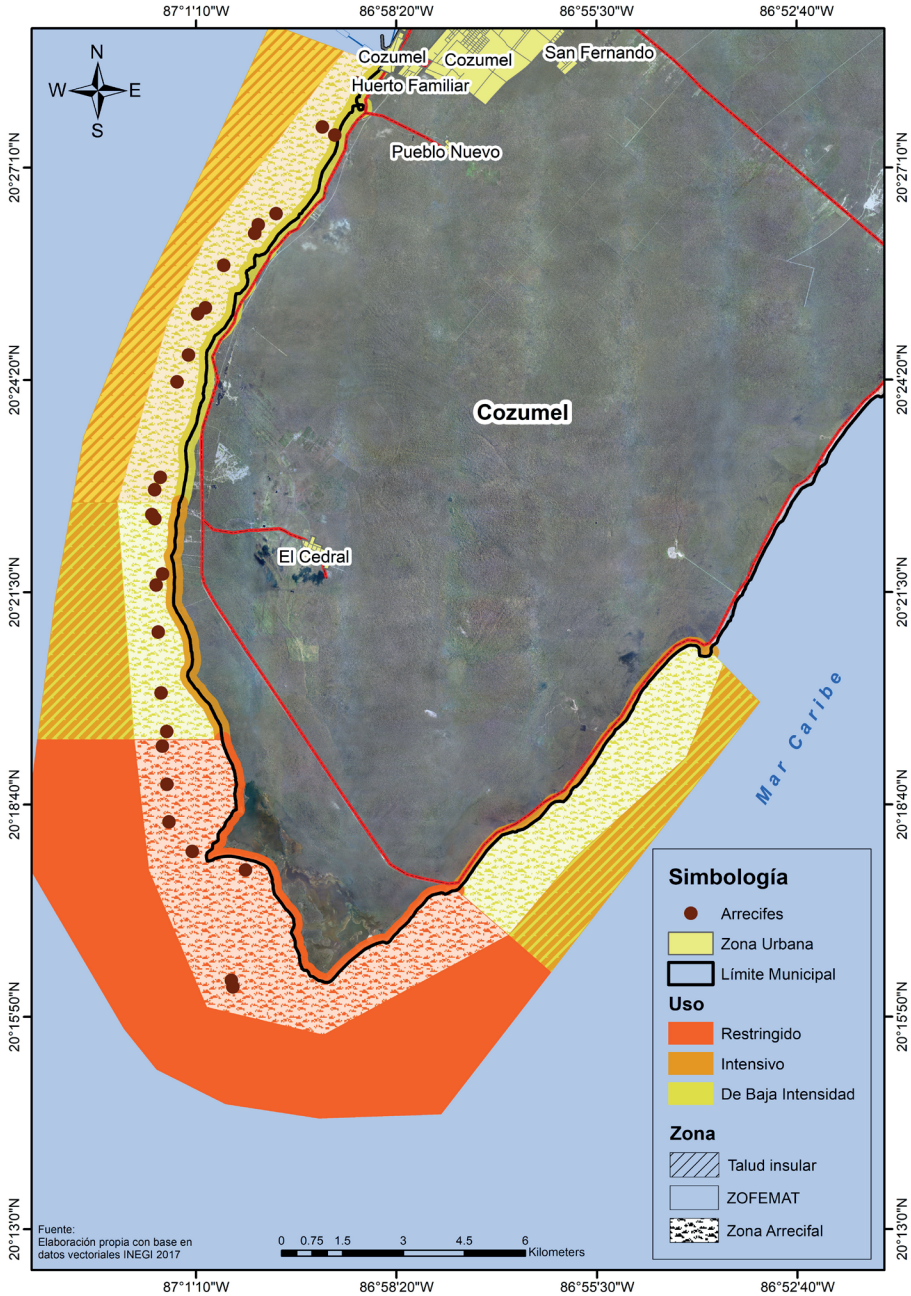 87°1'10"W
86°58'20"W
86°55'30"W
86°52'40"W
N
W
E
S
Cozumel
Cozumel
San Fernando
Huerto Familiar
Pueblo Nuevo
20°27'10"N
20°27'10"N
20°24'20"N
20°24'20"N
Cozumel
El Cedral
20°21'30"N
20°21'30"N
Mar Caribe
20°18'40"N
20°18'40"N
Simbología
Arrecifes
Zona Urbana
Límite Municipal
Uso
Restringido
Intensivo
De Baja Intensidad
Zona
Talud insular
ZOFEMAT
Zona Arrecifal
20°15'50"N
20°15'50"N
20°13'0"N
20°13'0"N
Fuente:
Elaboración propia con base en
datos vectoriales INEGI 2017
0 0.75 1.5 3 4.5 6
Kilometers
87°1'10"W
86°58'20"W
86°55'30"W
86°52'40"W